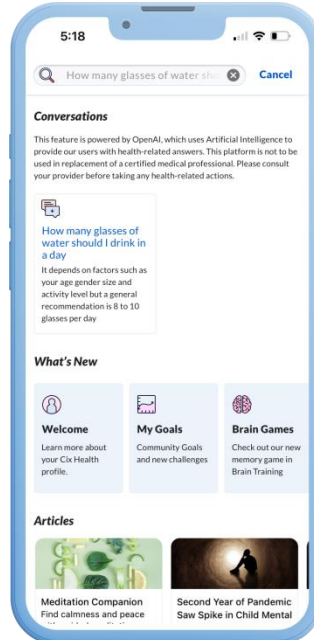 5:18
How many glasses of water sho
Cancel
Conversations
This feature is powered by OpenAI, which uses Artificial Intelligence to
provide our users with health-related answers. This platform is not to be
used in replacement of a certified medical professional. Please consult
your provider before taking any health-related actions.
How many glasses of
water should I drink in
a day
It depends on factors such as
your age gender size and
activity level but a general
recommendation is 8 to 10
glasses per day
What's New
Welcome
Learn more about
your Cix Health
profile.
My Goals
Community Goals
and new challenges
Brain Games
Check out our new
memory game in
Brain Training
Articles
Meditation Companion
Find calmness and peace
Second Year of Pandemic
Saw Spike in Child Mental